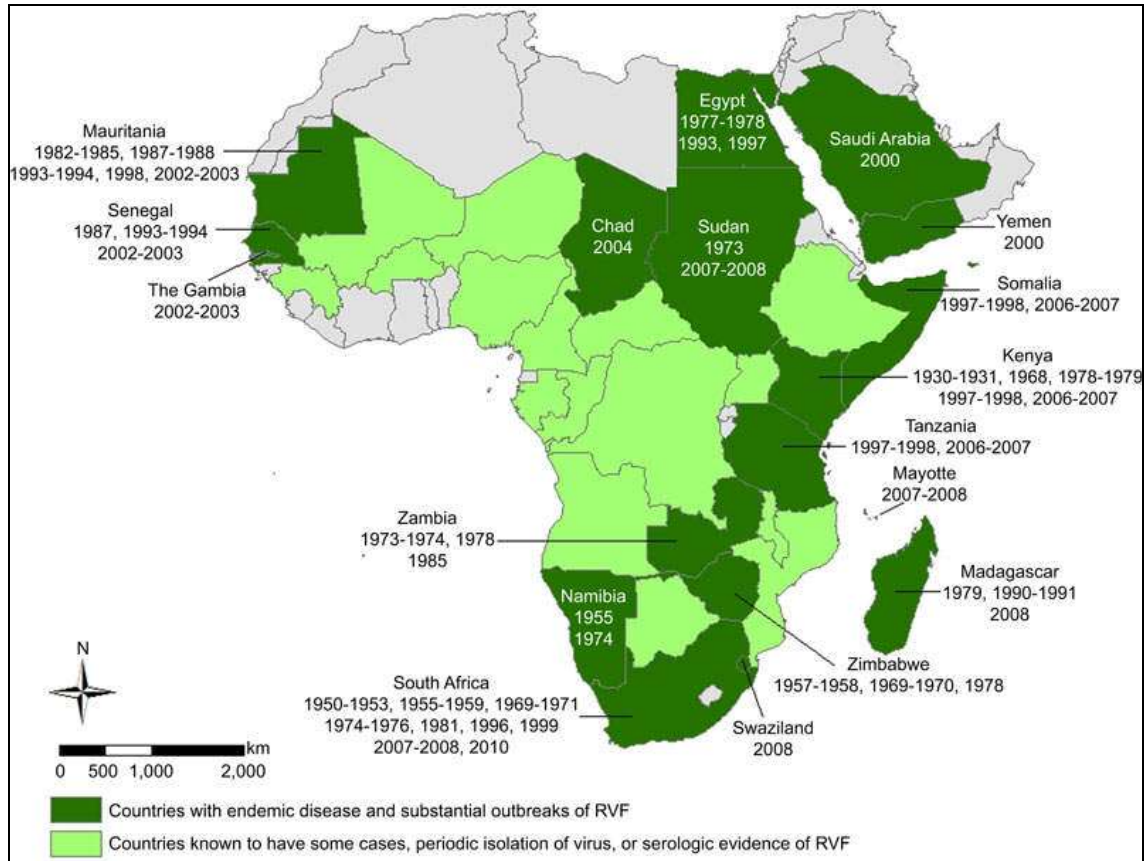 Egypt
1977-1978
1993, 1997
Saudi Arabia
2000
Mauritania
1982-1985, 1987-1988
1993-1994, 1998, 2002-2003
Senegal
1987, 1993-1994
2002-2003
Chad
2004
Sudan
1973
2007-2008
Yemen
2000
The Gambia
2002-2003
Somalia
1997-1998, 2006-2007
Kenya
1930-1931, 1968, 1978-1979
1997-1998, 2006-2007
Tanzania
1997-1998, 2006-2007
Mayotte
2007-2008
Zambia
1973-1974, 1978
1985
Madagascar
1979, 1990-1991
2008
Namibia
1955
1974
Zimbabwe
1957-1958, 1969-1970, 1978
South Africa
1950-1953, 1955-1959, 1969-1971
1974-1976, 1981, 1996, 1999
2007-2008, 2010
Swaziland
2008
N
km
0 500 1,000 2,000
Countries with endemic disease and substantial outbreaks of RVF
Countries known to have some cases, periodic isolation of virus, or serologic evidence of RVF